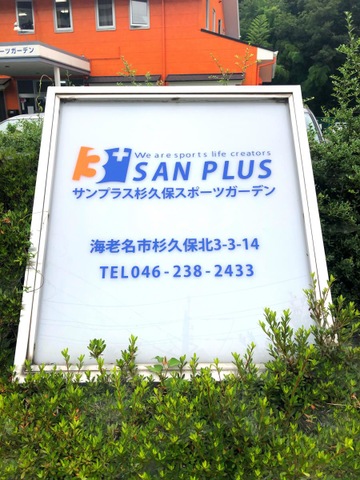 ーツガーデン
3+
We are sports life creators
SAN PLUS
サンプラス杉久保スポーツガーデン
海老名市杉久保北3-3-14
TEL046-238-2433